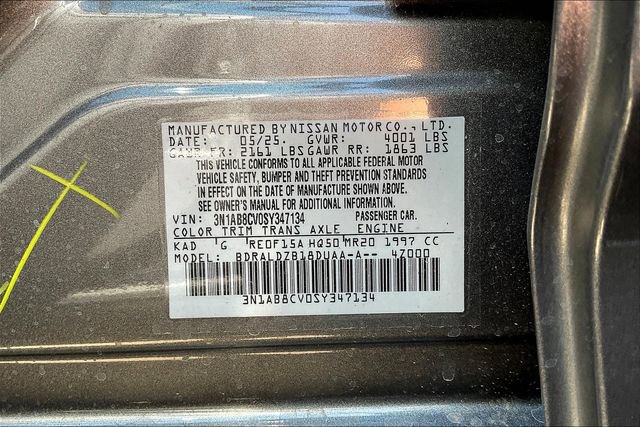 MANUFACTURED BY NISSAN MOTOR CO., LTD.
DATE: 05/25. GVWR: 4001 LBS
GAWR FR: 2161 LBS GAWR RR: 1863 LBS
THIS VEHICLE CONFORMS TO ALL APPLICABLE FEDERAL MOTOR
VEHICLE SAFETY, BUMPER AND THEFT PREVENTION STANDARDS
IN EFFECT ON THE DATE OF MANUFACTURE SHOWN ABOVE.
SEE OWNER'S MANUAL FOR ADDITIONAL INFORMATION.
VIN: 3N1AB8CV0SY347134 PASSENGER CAR.
COLOR TRIM TRANS AXLE ENGINE
KAD G RE0F15A HQ50 MR20 1997 CC
MODEL: BDRALDZB18DUAA-A-- 47000
3N1AB8CV0SY347134